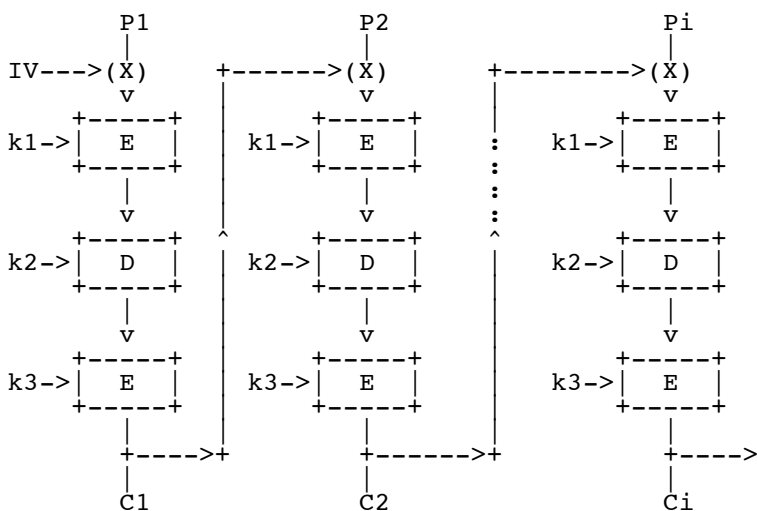 P1 P2 Pi
IV--->(X) +------>(X) +-------->(X)
v v v
+-----+ +-----+ +-----+
k1->| E | k1->| E | : k1->| E |
+-----+ +-----+ : +-----+
| | : |
v v : v
+-----+ ^ +-----+ ^ +-----+
k2->| D | k2->| D | k2->| D |
+-----+ +-----+ +-----+
| | |
v v v
+-----+ +-----+ +-----+
k3->| E | k3->| E | k3->| E |
+-----+ +-----+ +-----+
| | |
+---->+ +------>+ +---->
| | |
C1 C2 Ci